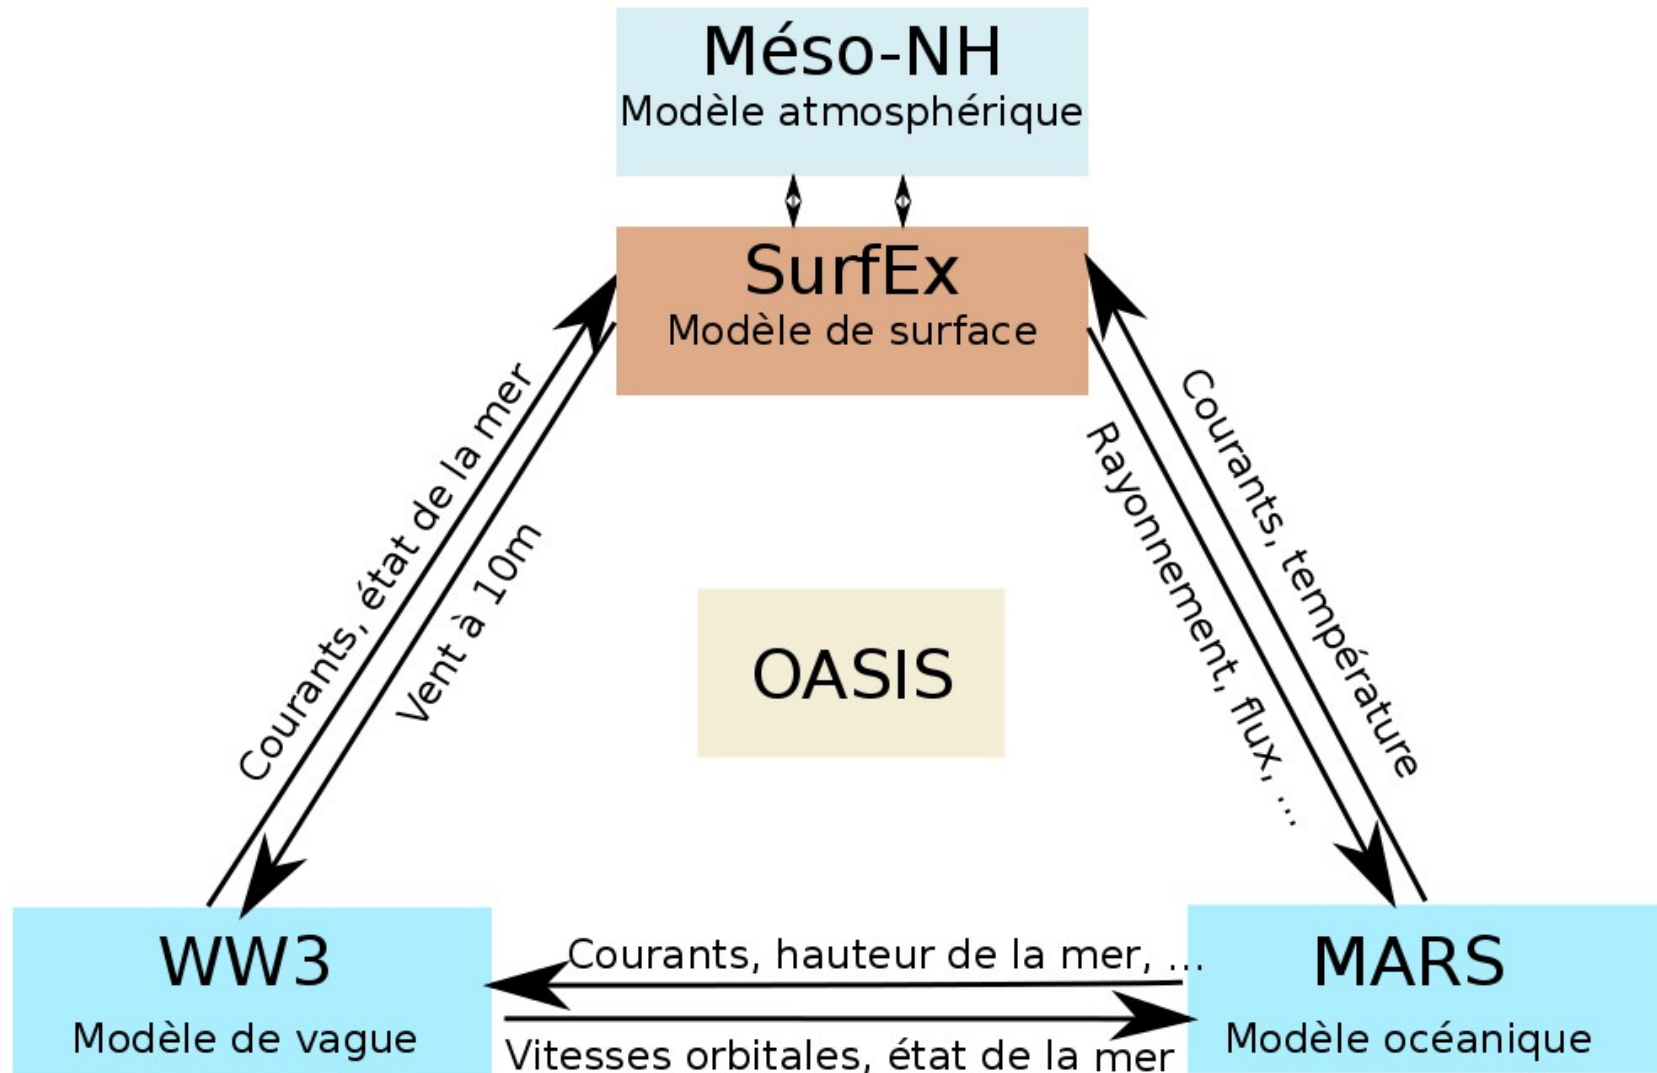 Méso-NH
Modèle atmosphérique
SurfEx
Modèle de surface
Courants, état de la mer
Vent à 10m
Rayonnement, flux, ...
Courants, température
OASIS
WW3
Modèle de vague
Courants, hauteur de la mer, ...
Vitesses orbitales, état de la mer
MARS
Modèle océanique